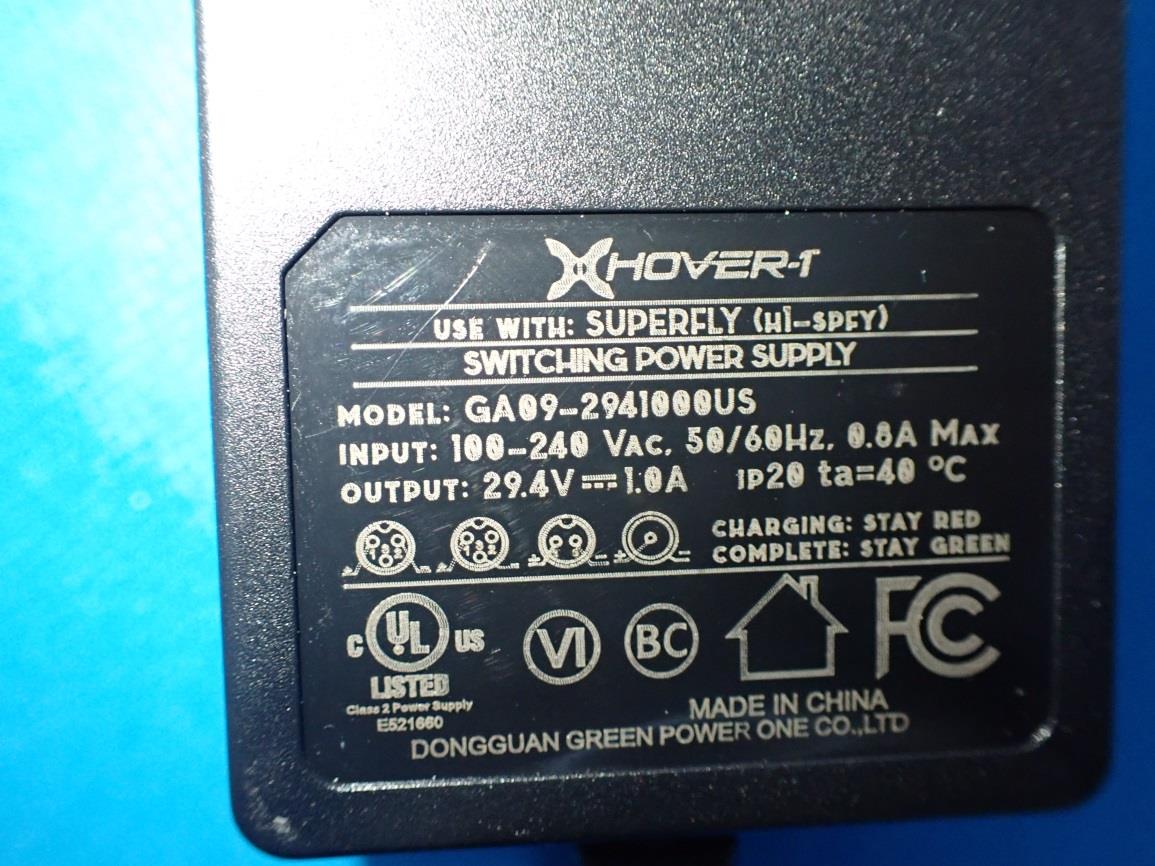 HOVER-1
USE WITH: SUPERFLY (H1-SPFY)
SWITCHING POWER SUPPLY
MODEL: GA09-2941000US
INPUT: 100-240 VAC, 50/60Hz, 0.8A MAX
OUTPUT: 29.4V⎓1.0A IP20 ta=40 °C
CHARGING: STAY RED
COMPLETE: STAY GREEN
C UL US
LISTED
Class 2 Power Supply
E521660
VI
BC
FC
MADE IN CHINA
DONGGUAN GREEN POWER ONE CO.,LTD